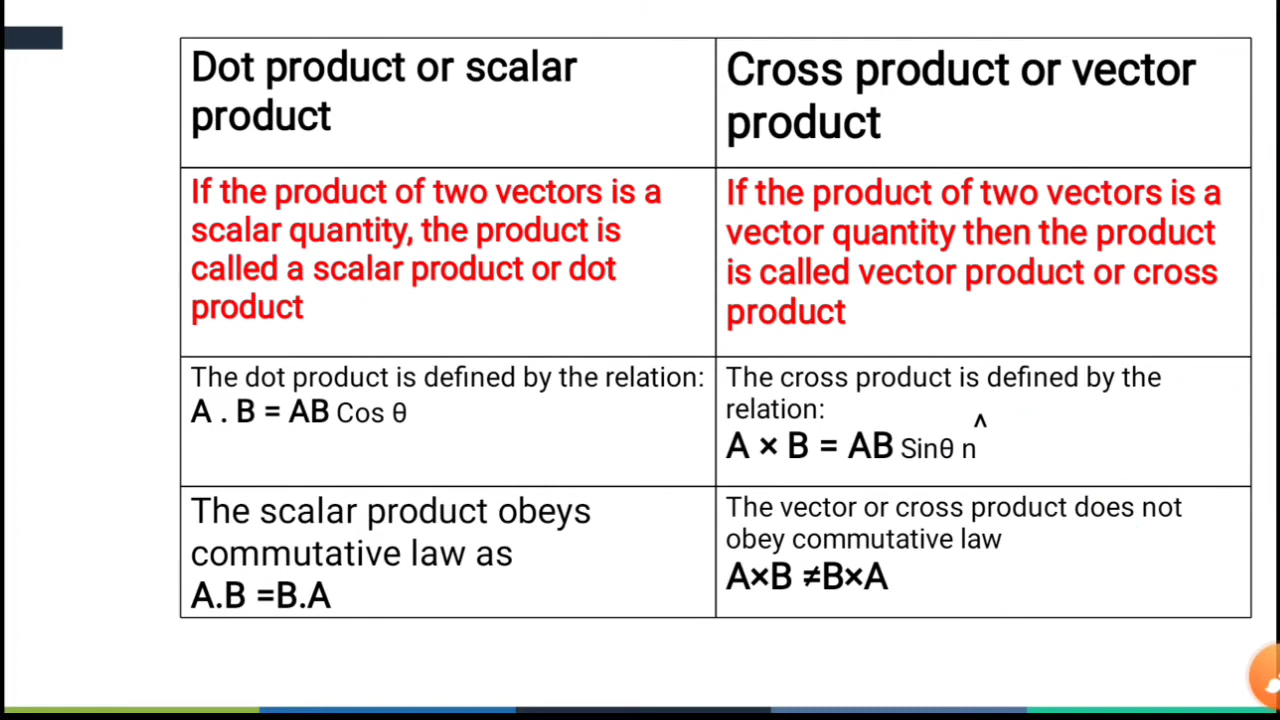 Dot product or scalar
product
Cross product or vector
product
If the product of two vectors is a
scalar quantity, the product is
called a scalar product or dot
product
If the product of two vectors is a
vector quantity then the product
is called vector product or cross
product
The dot product is defined by the relation:
A . B = AB Cos θ
The cross product is defined by the
relation:
^
A × B = AB Sinθ n
The scalar product obeys
commutative law as
A.B =B.A
The vector or cross product does not
obey commutative law
A×B ≠B×A